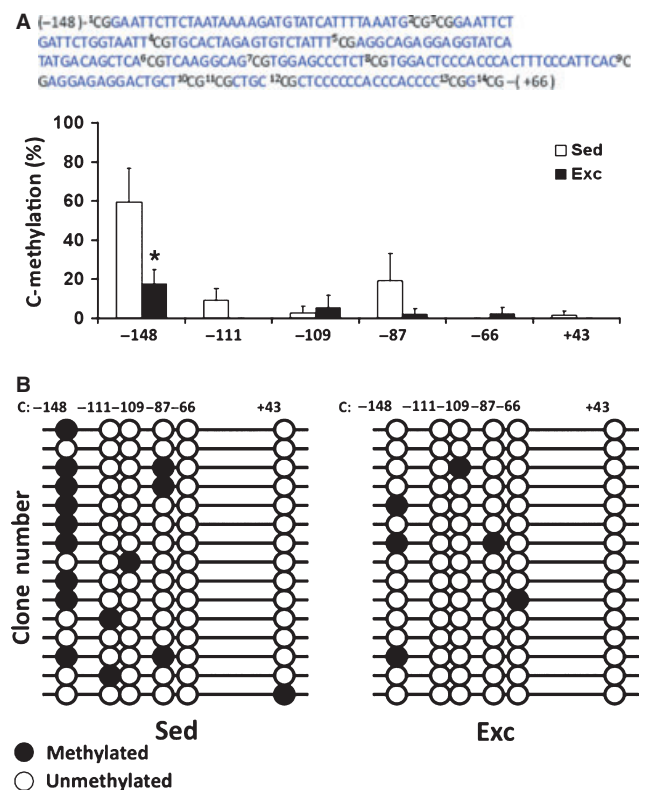 A (−148)-¹CGGAATTCTTCTAATAAAAGATGTATCATTTTAAATG²CG³CGGAATTCT
GATTCTGGTAATT⁴CGTGCACTAGAGTGTCTATTT⁵CGAGGCAGAGGAGGTATCA
TATGACAGCTCA⁶CGTCAAGGCAG⁷CGTGGAGCCCTCT⁸CGTGGACTCCCACCCACTTTCCCATTCAC⁹C
GAGGAGAGGACTGCT¹⁰CG¹¹CGCTGC ¹²CGCTCCCCCCACCCACCCC¹³CGG¹⁴CG −( +66 )
C-methylation (%)
100
80
60
40
20
0
Sed
Exc
*
−148 −111 −109 −87 −66 +43
B
C: −148 −111 −109 −87 −66 +43
C: −148 −111 −109 −87 −66 +43
Clone number
Sed Exc
Methylated
Unmethylated